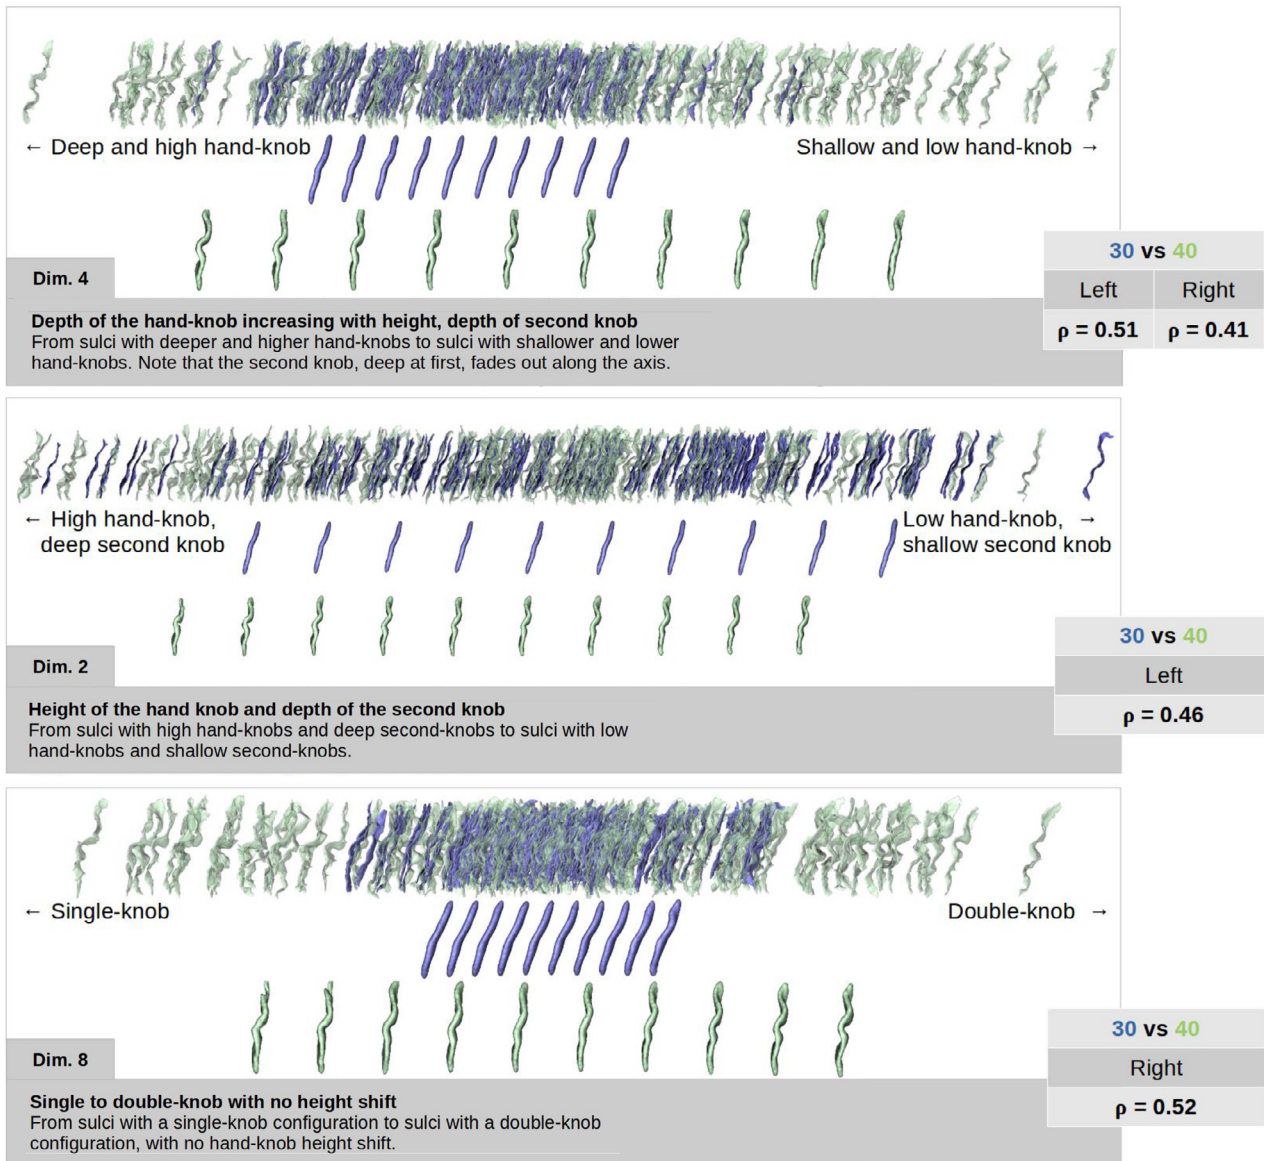 ← Deep and high hand-knob
Shallow and low hand-knob →
Dim. 4
30 vs 40
Left Right
ρ = 0.51 ρ = 0.41
Depth of the hand-knob increasing with height, depth of second knob
From sulci with deeper and higher hand-knobs to sulci with shallower and lower
hand-knobs. Note that the second knob, deep at first, fades out along the axis.
← High hand-knob,
deep second knob
Low hand-knob, →
shallow second knob
Dim. 2
30 vs 40
Left
ρ = 0.46
Height of the hand knob and depth of the second knob
From sulci with high hand-knobs and deep second-knobs to sulci with low
hand-knobs and shallow second-knobs.
← Single-knob
Double-knob →
Dim. 8
30 vs 40
Right
ρ = 0.52
Single to double-knob with no height shift
From sulci with a single-knob configuration to sulci with a double-knob
configuration, with no hand-knob height shift.